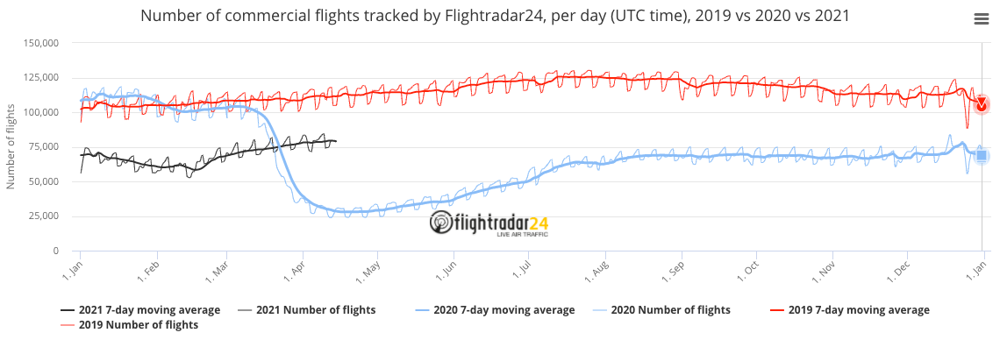 Number of commercial flights tracked by Flightradar24, per day (UTC time), 2019 vs 2020 vs 2021
150,000
125,000
100,000
75,000
50,000
25,000
0
Number of flights
flightradar24
LIVE AIR TRAFFIC
1. Jan
1. Feb
1. Mar
1. Apr
1. May
1. Jun
1. Jul
1. Aug
1. Sep
1. Oct
1. Nov
1. Dec
1. Jan
2021 7-day moving average
2021 Number of flights
2020 7-day moving average
2020 Number of flights
2019 7-day moving average
2019 Number of flights